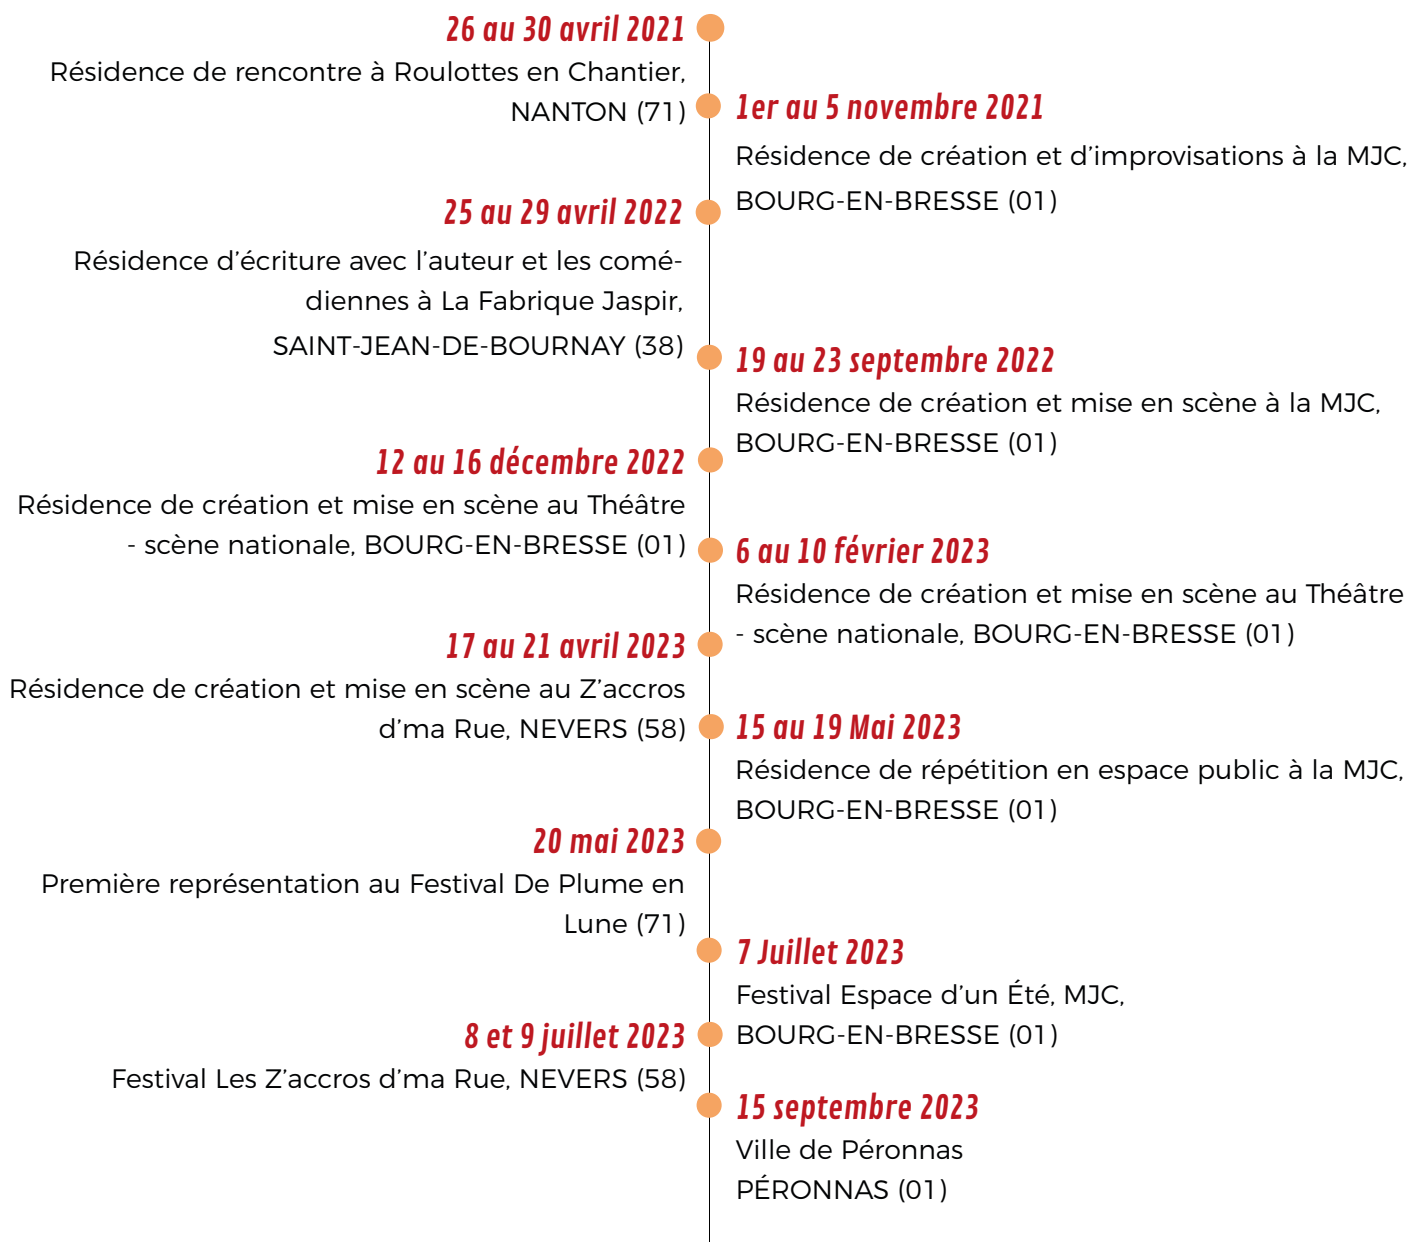 26 au 30 avril 2021
Résidence de rencontre à Roulottes en Chantier,
NANTON (71)
1er au 5 novembre 2021
Résidence de création et d’improvisations à la MJC,
BOURG-EN-BRESSE (01)
25 au 29 avril 2022
Résidence d’écriture avec l’auteur et les comé-
diennes à La Fabrique Jaspir,
SAINT-JEAN-DE-BOURNAY (38)
19 au 23 septembre 2022
Résidence de création et mise en scène à la MJC,
BOURG-EN-BRESSE (01)
12 au 16 décembre 2022
Résidence de création et mise en scène au Théâtre
- scène nationale, BOURG-EN-BRESSE (01)
6 au 10 février 2023
Résidence de création et mise en scène au Théâtre
- scène nationale, BOURG-EN-BRESSE (01)
17 au 21 avril 2023
Résidence de création et mise en scène au Z’accros
d’ma Rue, NEVERS (58)
15 au 19 Mai 2023
Résidence de répétition en espace public à la MJC,
BOURG-EN-BRESSE (01)
20 mai 2023
Première représentation au Festival De Plume en
Lune (71)
7 Juillet 2023
Festival Espace d’un Été, MJC,
BOURG-EN-BRESSE (01)
8 et 9 juillet 2023
Festival Les Z’accros d’ma Rue, NEVERS (58)
15 septembre 2023
Ville de Péronnas
PÉRONNAS (01)